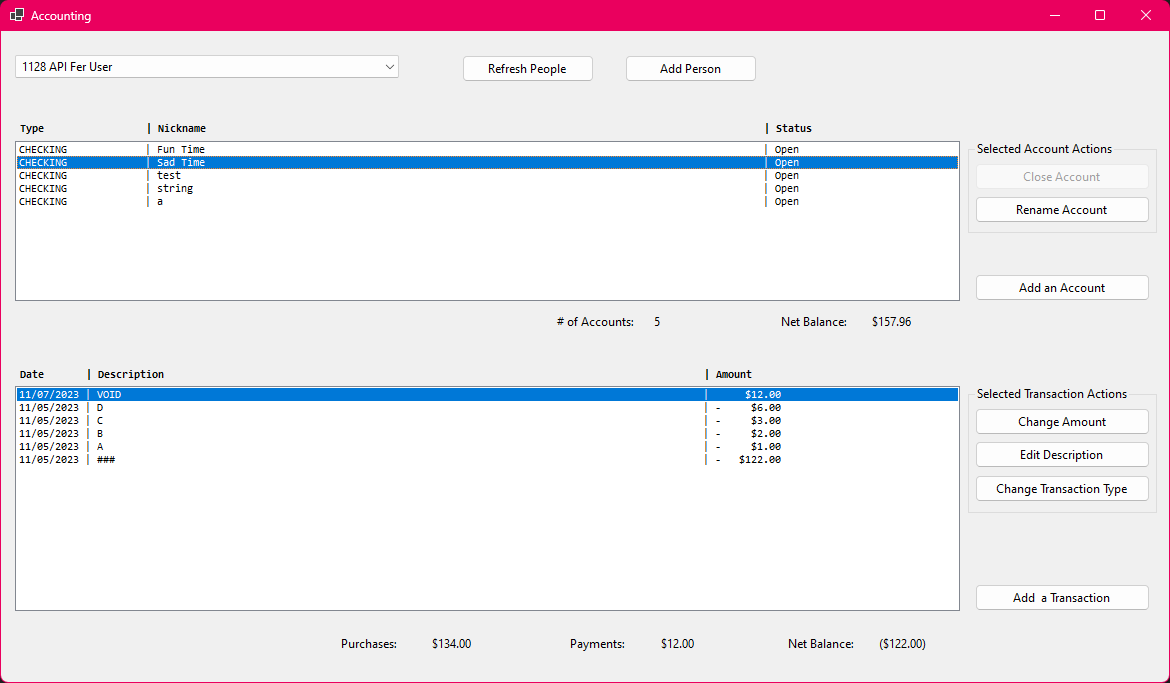 Accounting
1128 API Fer User
Refresh People
Add Person
Type | Nickname | Status
CHECKING | Fun Time | Open
CHECKING | Sad Time | Open
CHECKING | test | Open
CHECKING | string | Open
CHECKING | a | Open
Selected Account Actions
Close Account
Rename Account
Add an Account
# of Accounts: 5 Net Balance: $157.96
Date | Description | Amount
11/07/2023 | VOID | $12.00
11/05/2023 | D | - $6.00
11/05/2023 | C | - $3.00
11/05/2023 | B | - $2.00
11/05/2023 | A | - $1.00
11/05/2023 | ### | - $122.00
Selected Transaction Actions
Change Amount
Edit Description
Change Transaction Type
Add a Transaction
Purchases: $134.00 Payments: $12.00 Net Balance: ($122.00)